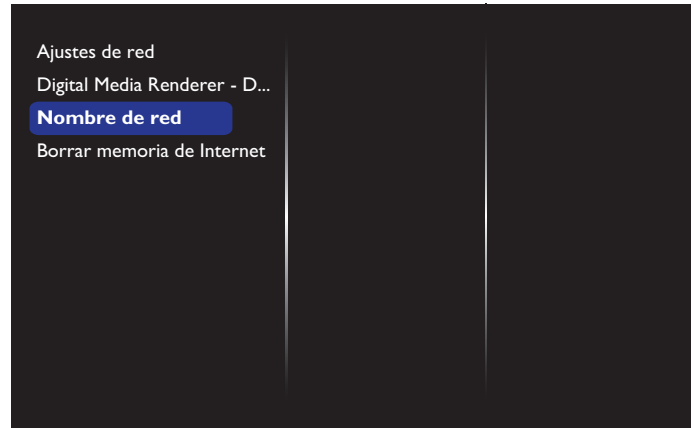 Ajustes de red
Digital Media Renderer - D...
Nombre de red
Borrar memoria de Internet